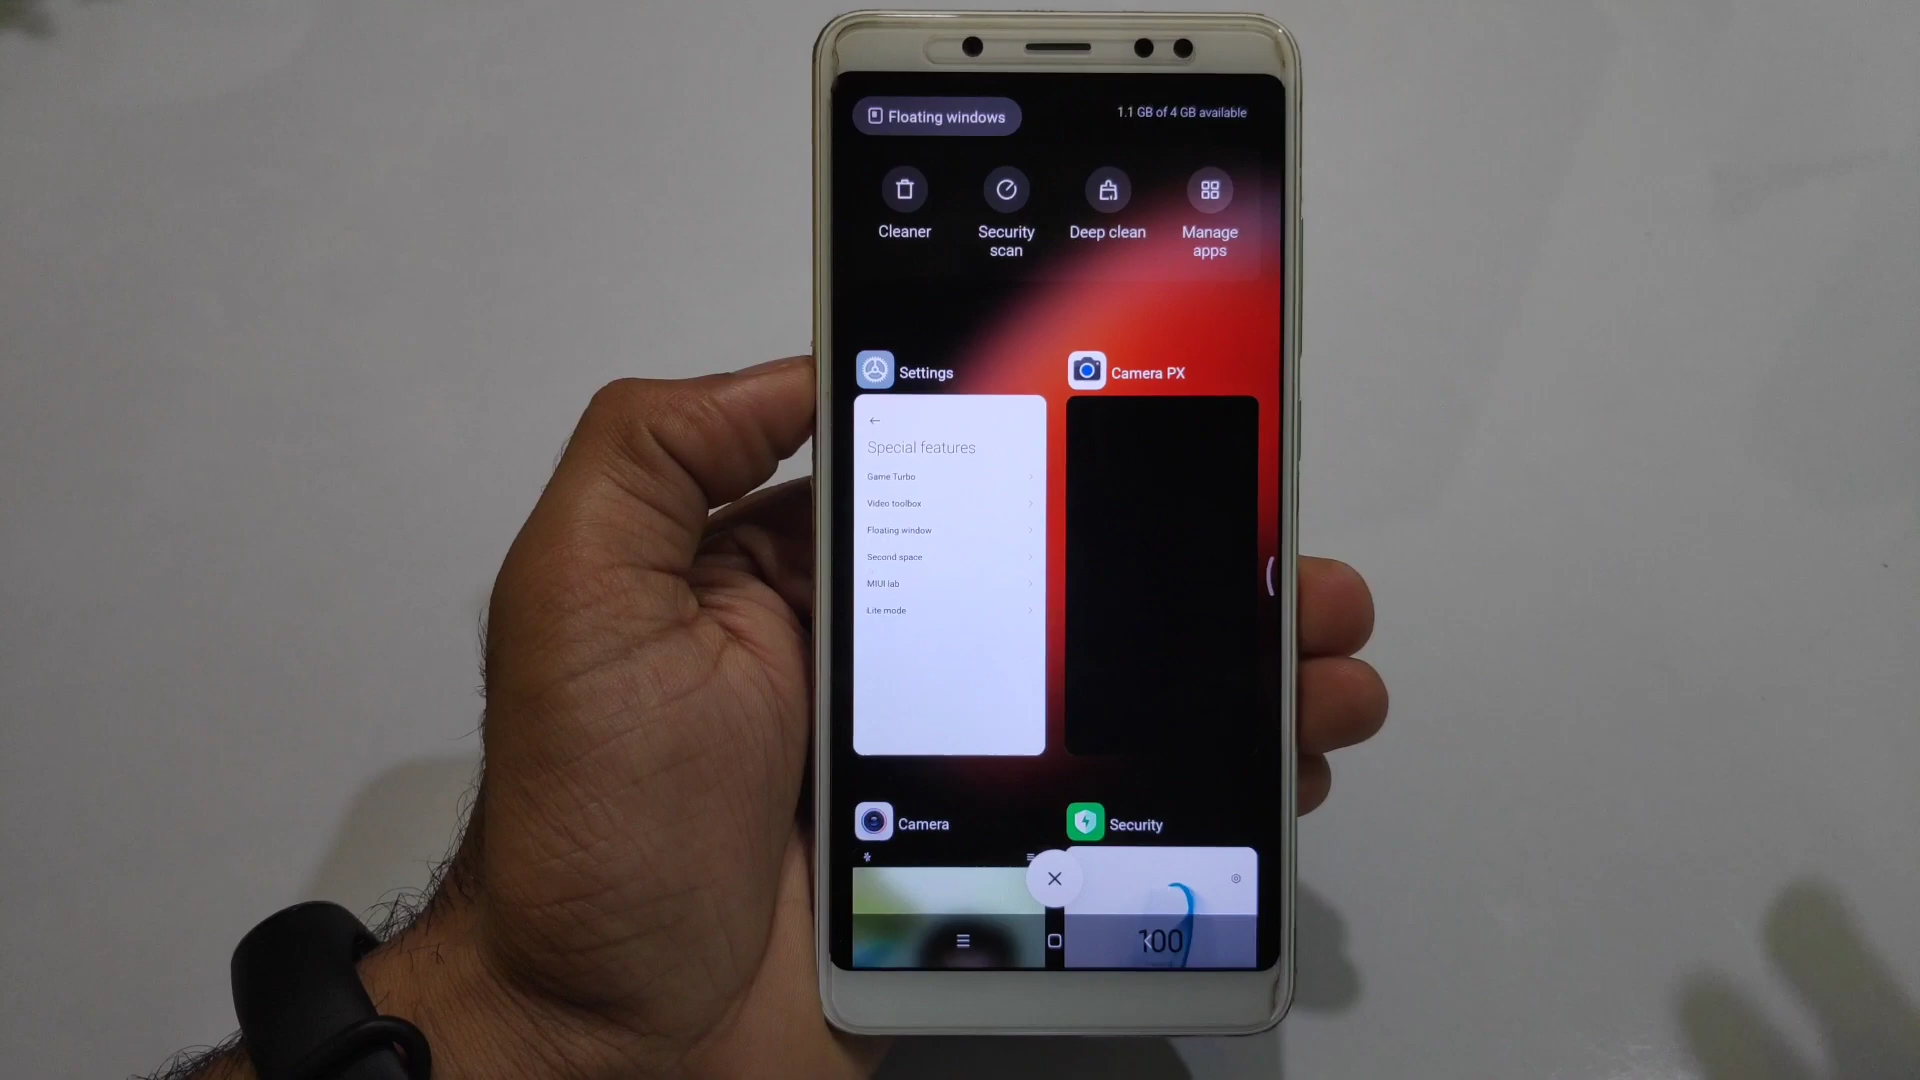 Floating windows
1.1 GB of 4 GB available
Cleaner
Security
scan
Deep clean
Manage
apps
Settings
Camera PX
Special features
Game Turbo
Video toolbox
Floating window
Second space
MIUI lab
Lite mode
Camera
Security
100